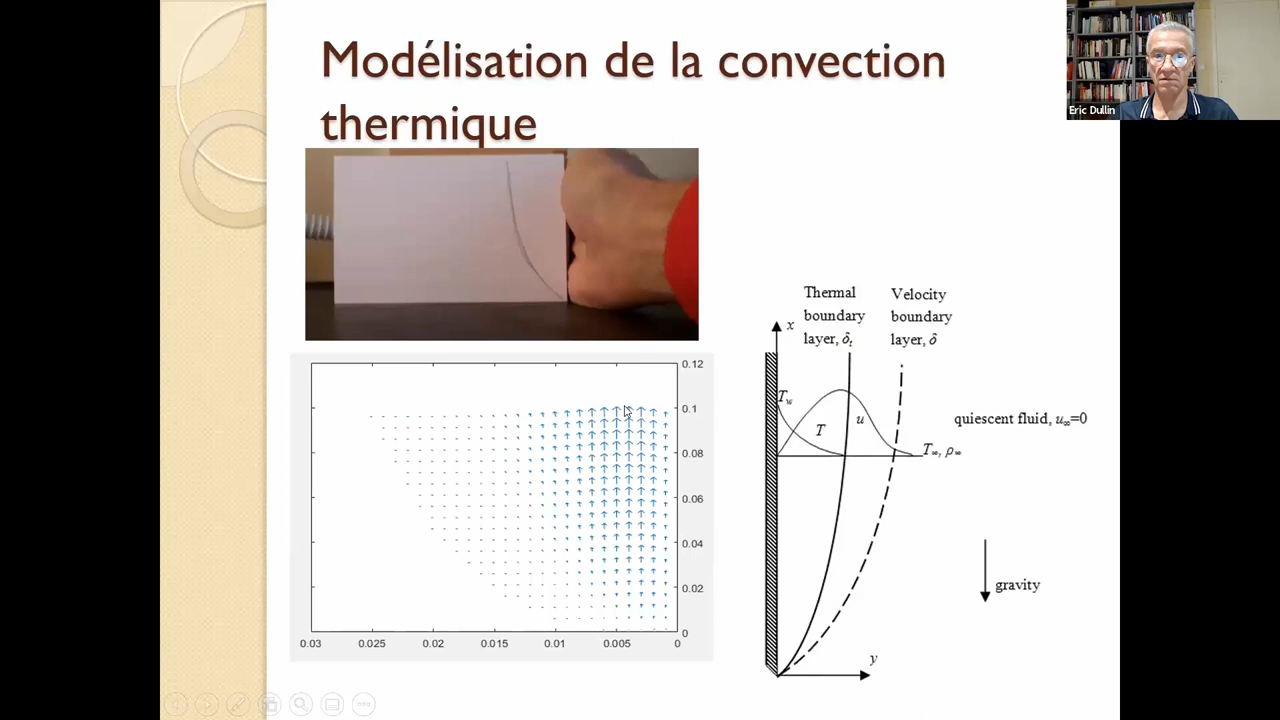 Modélisation de la convection
thermique
Eric Dullin
0.12
0.1
0.08
0.06
0.04
0.02
0
0.03 0.025 0.02 0.015 0.01 0.005 0
Thermal
boundary
layer, δt
Velocity
boundary
layer, δ
x
Tw
T
u
quiescent fluid, u∞=0
T∞, ρ∞
gravity
y